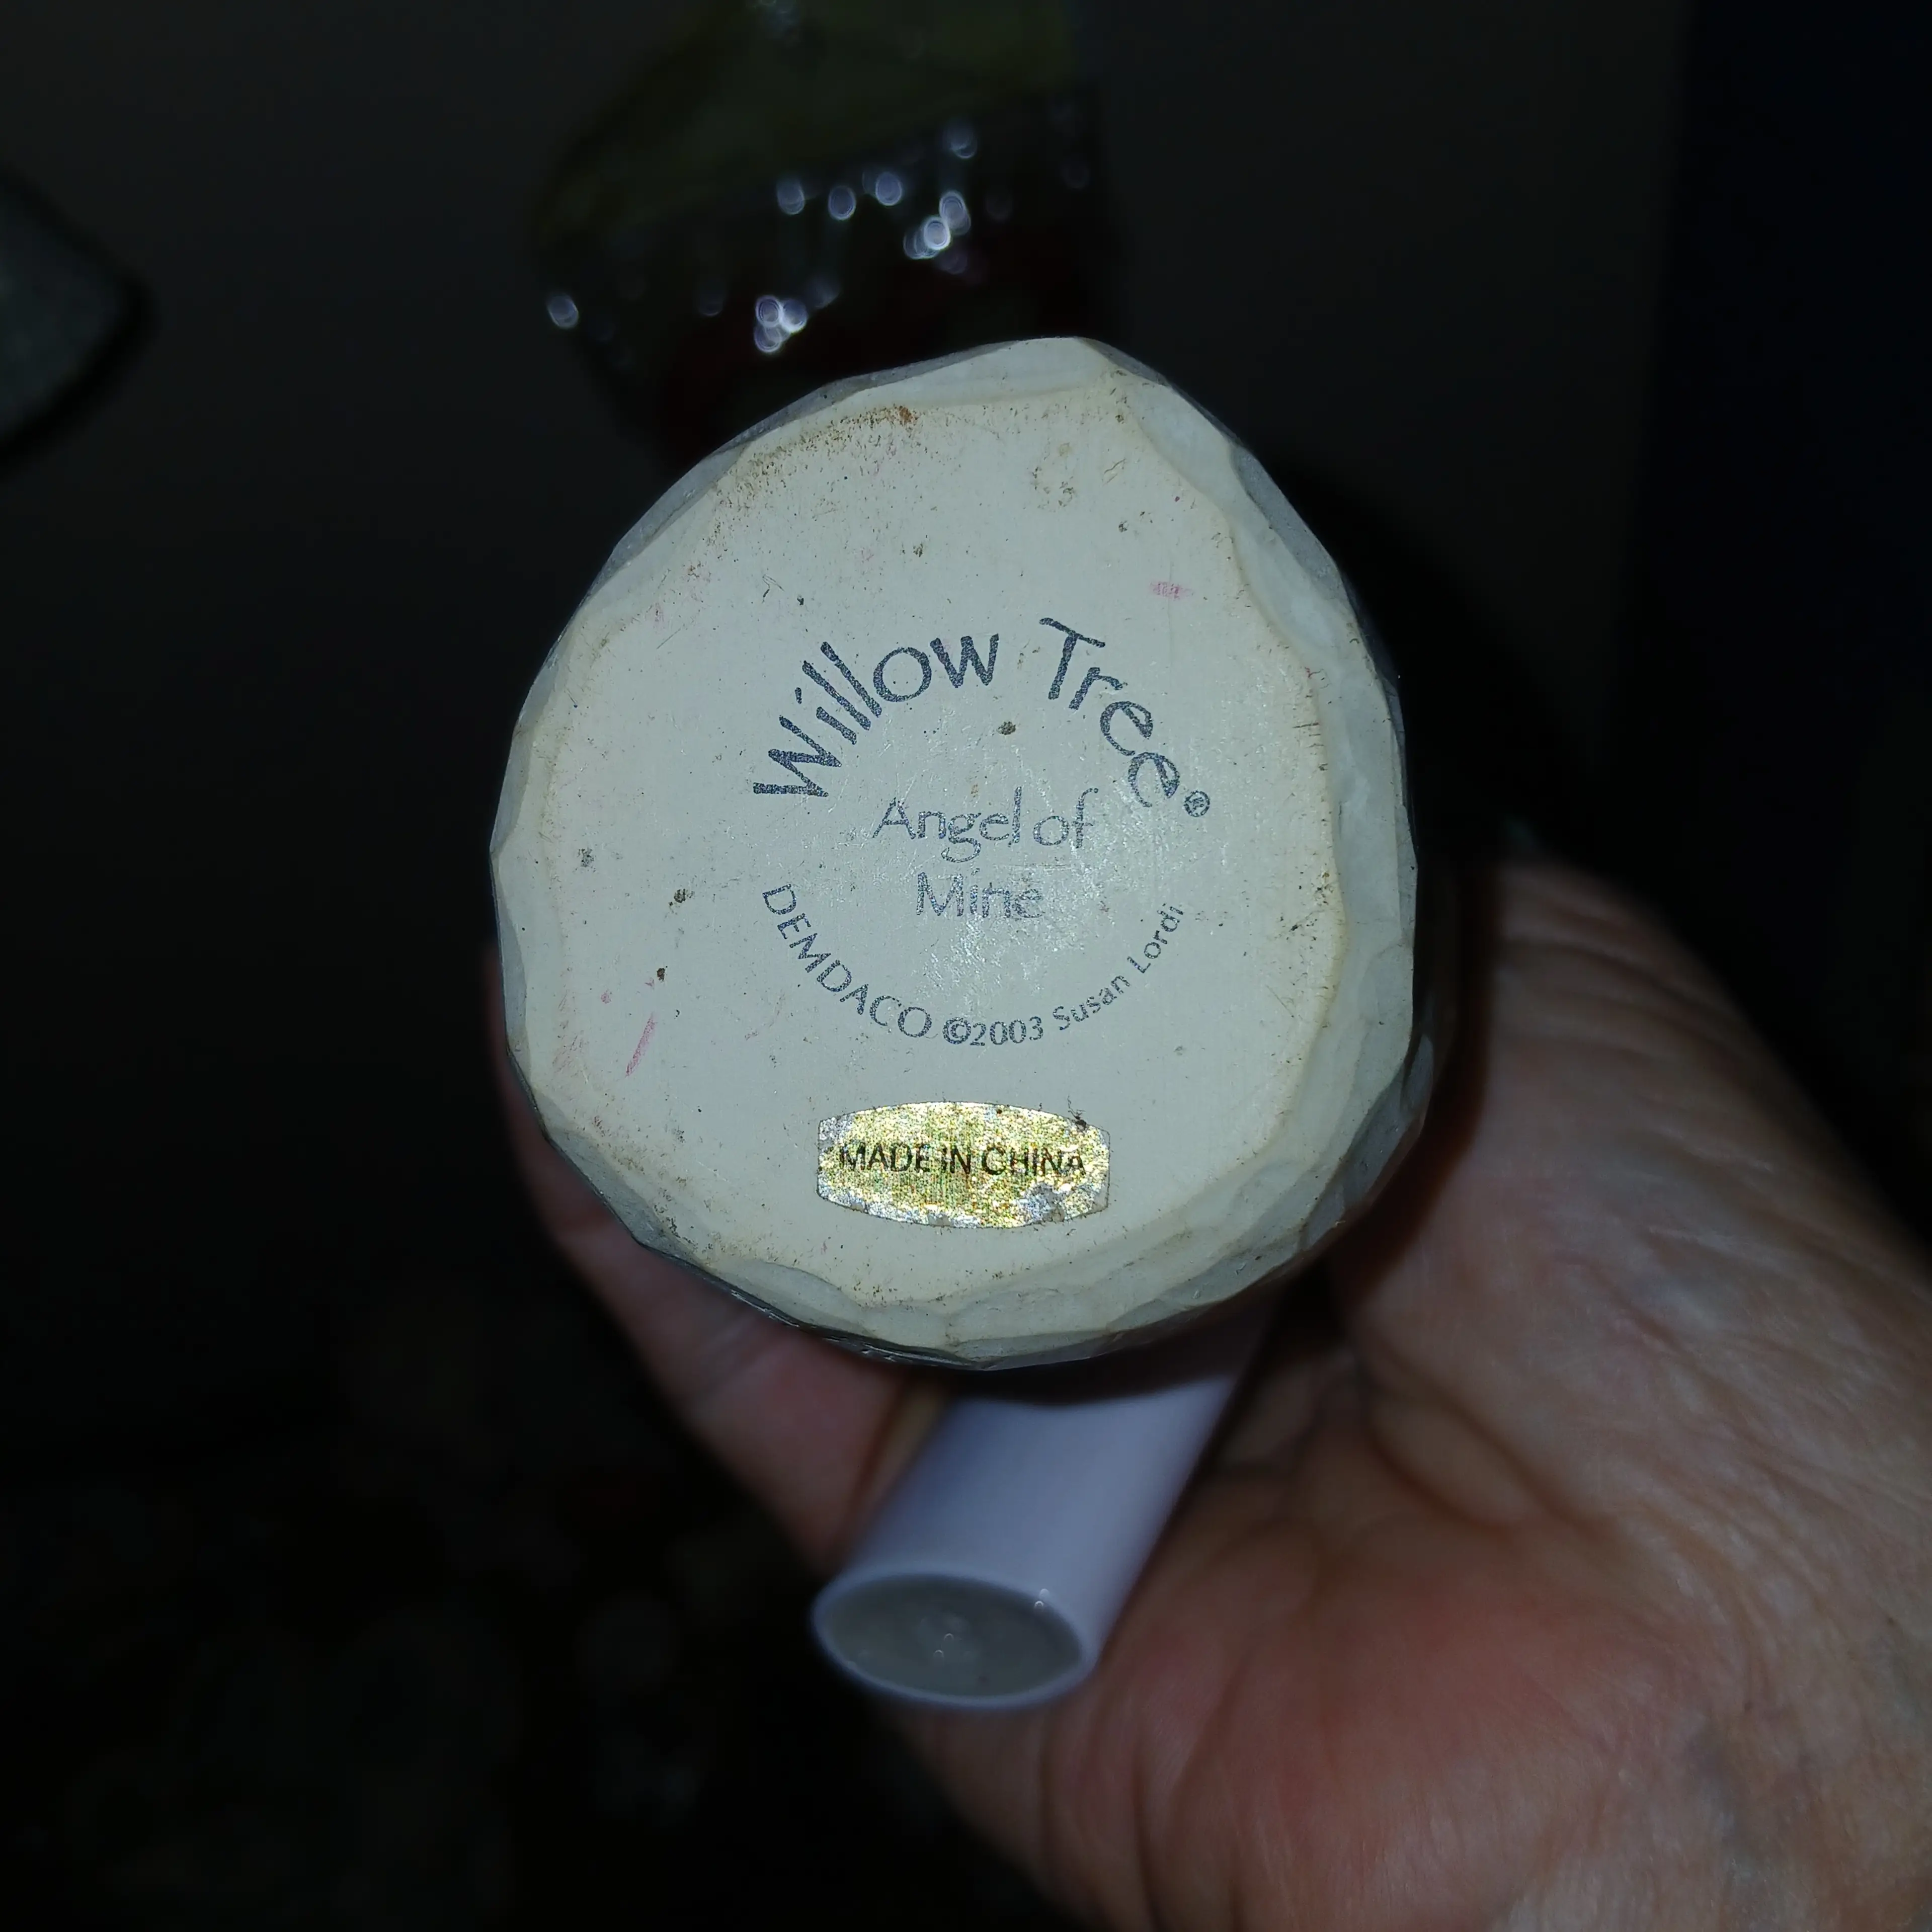 Willow Tree®
Angel of
Mine
DEMDACO ©2003 Susan Lordi
MADE IN CHINA